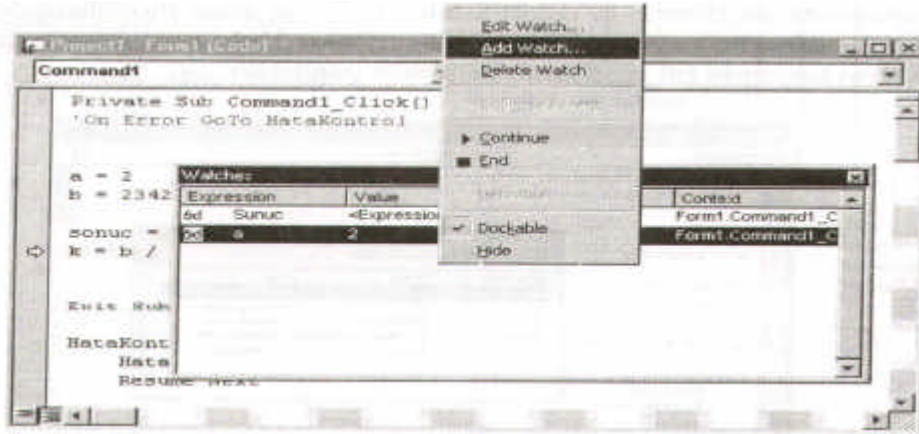 Edit Watch...
Add Watch...
Delete Watch
Continue
End
Dockable
Hide
Project1 - Form1 (Code)
Command1
Private Sub Command1_Click()
'On Error GoTo HataKontrol
a = 2
b = 2342
sonuc =
k = b /
Exit Sub
HataKont
Hata
Resume Next
Watches
Expression Value Context
Sunuc <Expression Form1.Command1_C
a 2 Form1.Command1_C